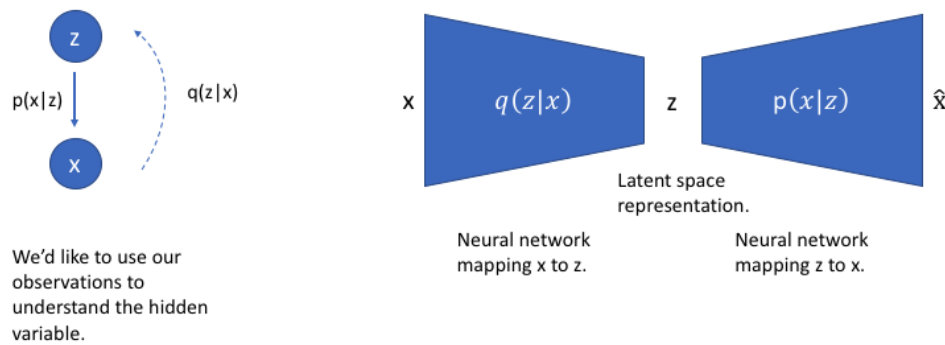 z
p(x|z)
q(z|x)
x
We'd like to use our
observations to
understand the hidden
variable.
x
q(z|x)
z
p(x|z)
x̂
Latent space
representation.
Neural network
mapping x to z.
Neural network
mapping z to x.